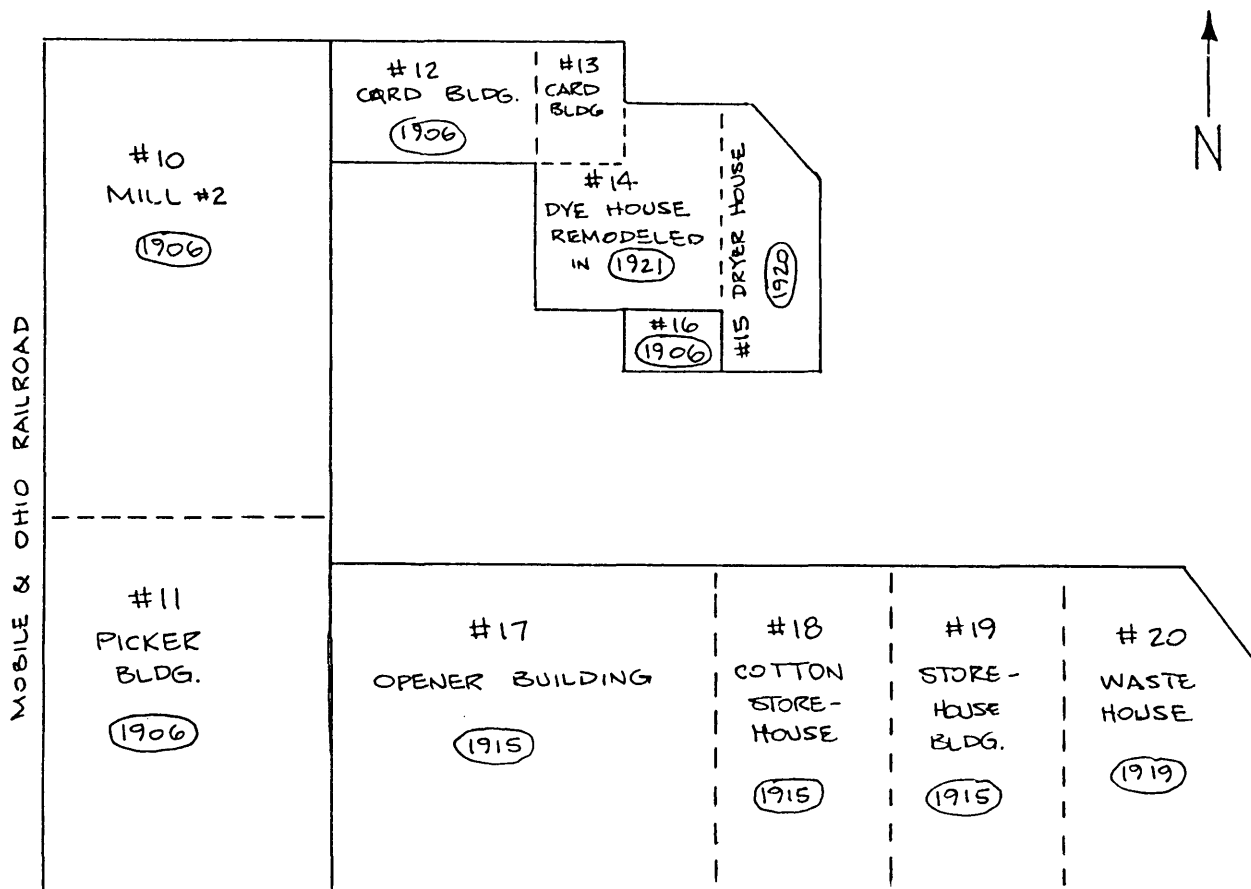 #12
CARD BLDG.
1906
#13
CARD
BLDG
#10
MILL #2
1906
#14
DYE HOUSE
REMODELED
IN 1921
#15 DRYER HOUSE
1920
#16
1906
N
MOBILE & OHIO RAILROAD
#11
PICKER
BLDG.
1906
#17
OPENER BUILDING
1915
#18
COTTON
STORE-
HOUSE
1915
#19
STORE-
HOUSE
BLDG.
1915
#20
WASTE
HOUSE
1919